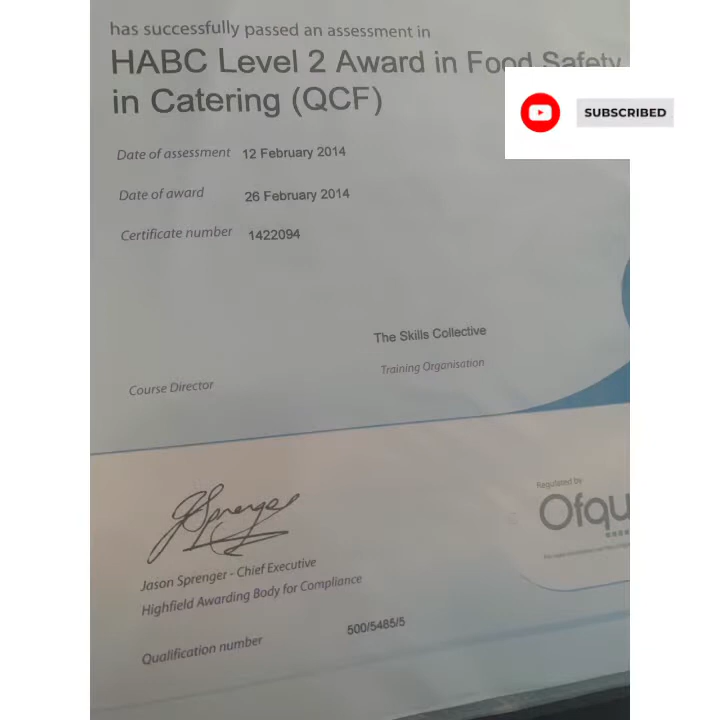 has successfully passed an assessment in
HABC Level 2 Award in Food Safety
in Catering (QCF)
SUBSCRIBED
Date of assessment 12 February 2014
Date of award 26 February 2014
Certificate number 1422094
The Skills Collective
Training Organisation
Course Director
Regulated by
Ofqu
Jason Sprenger - Chief Executive
Highfield Awarding Body for Compliance
Qualification number 500/5485/5